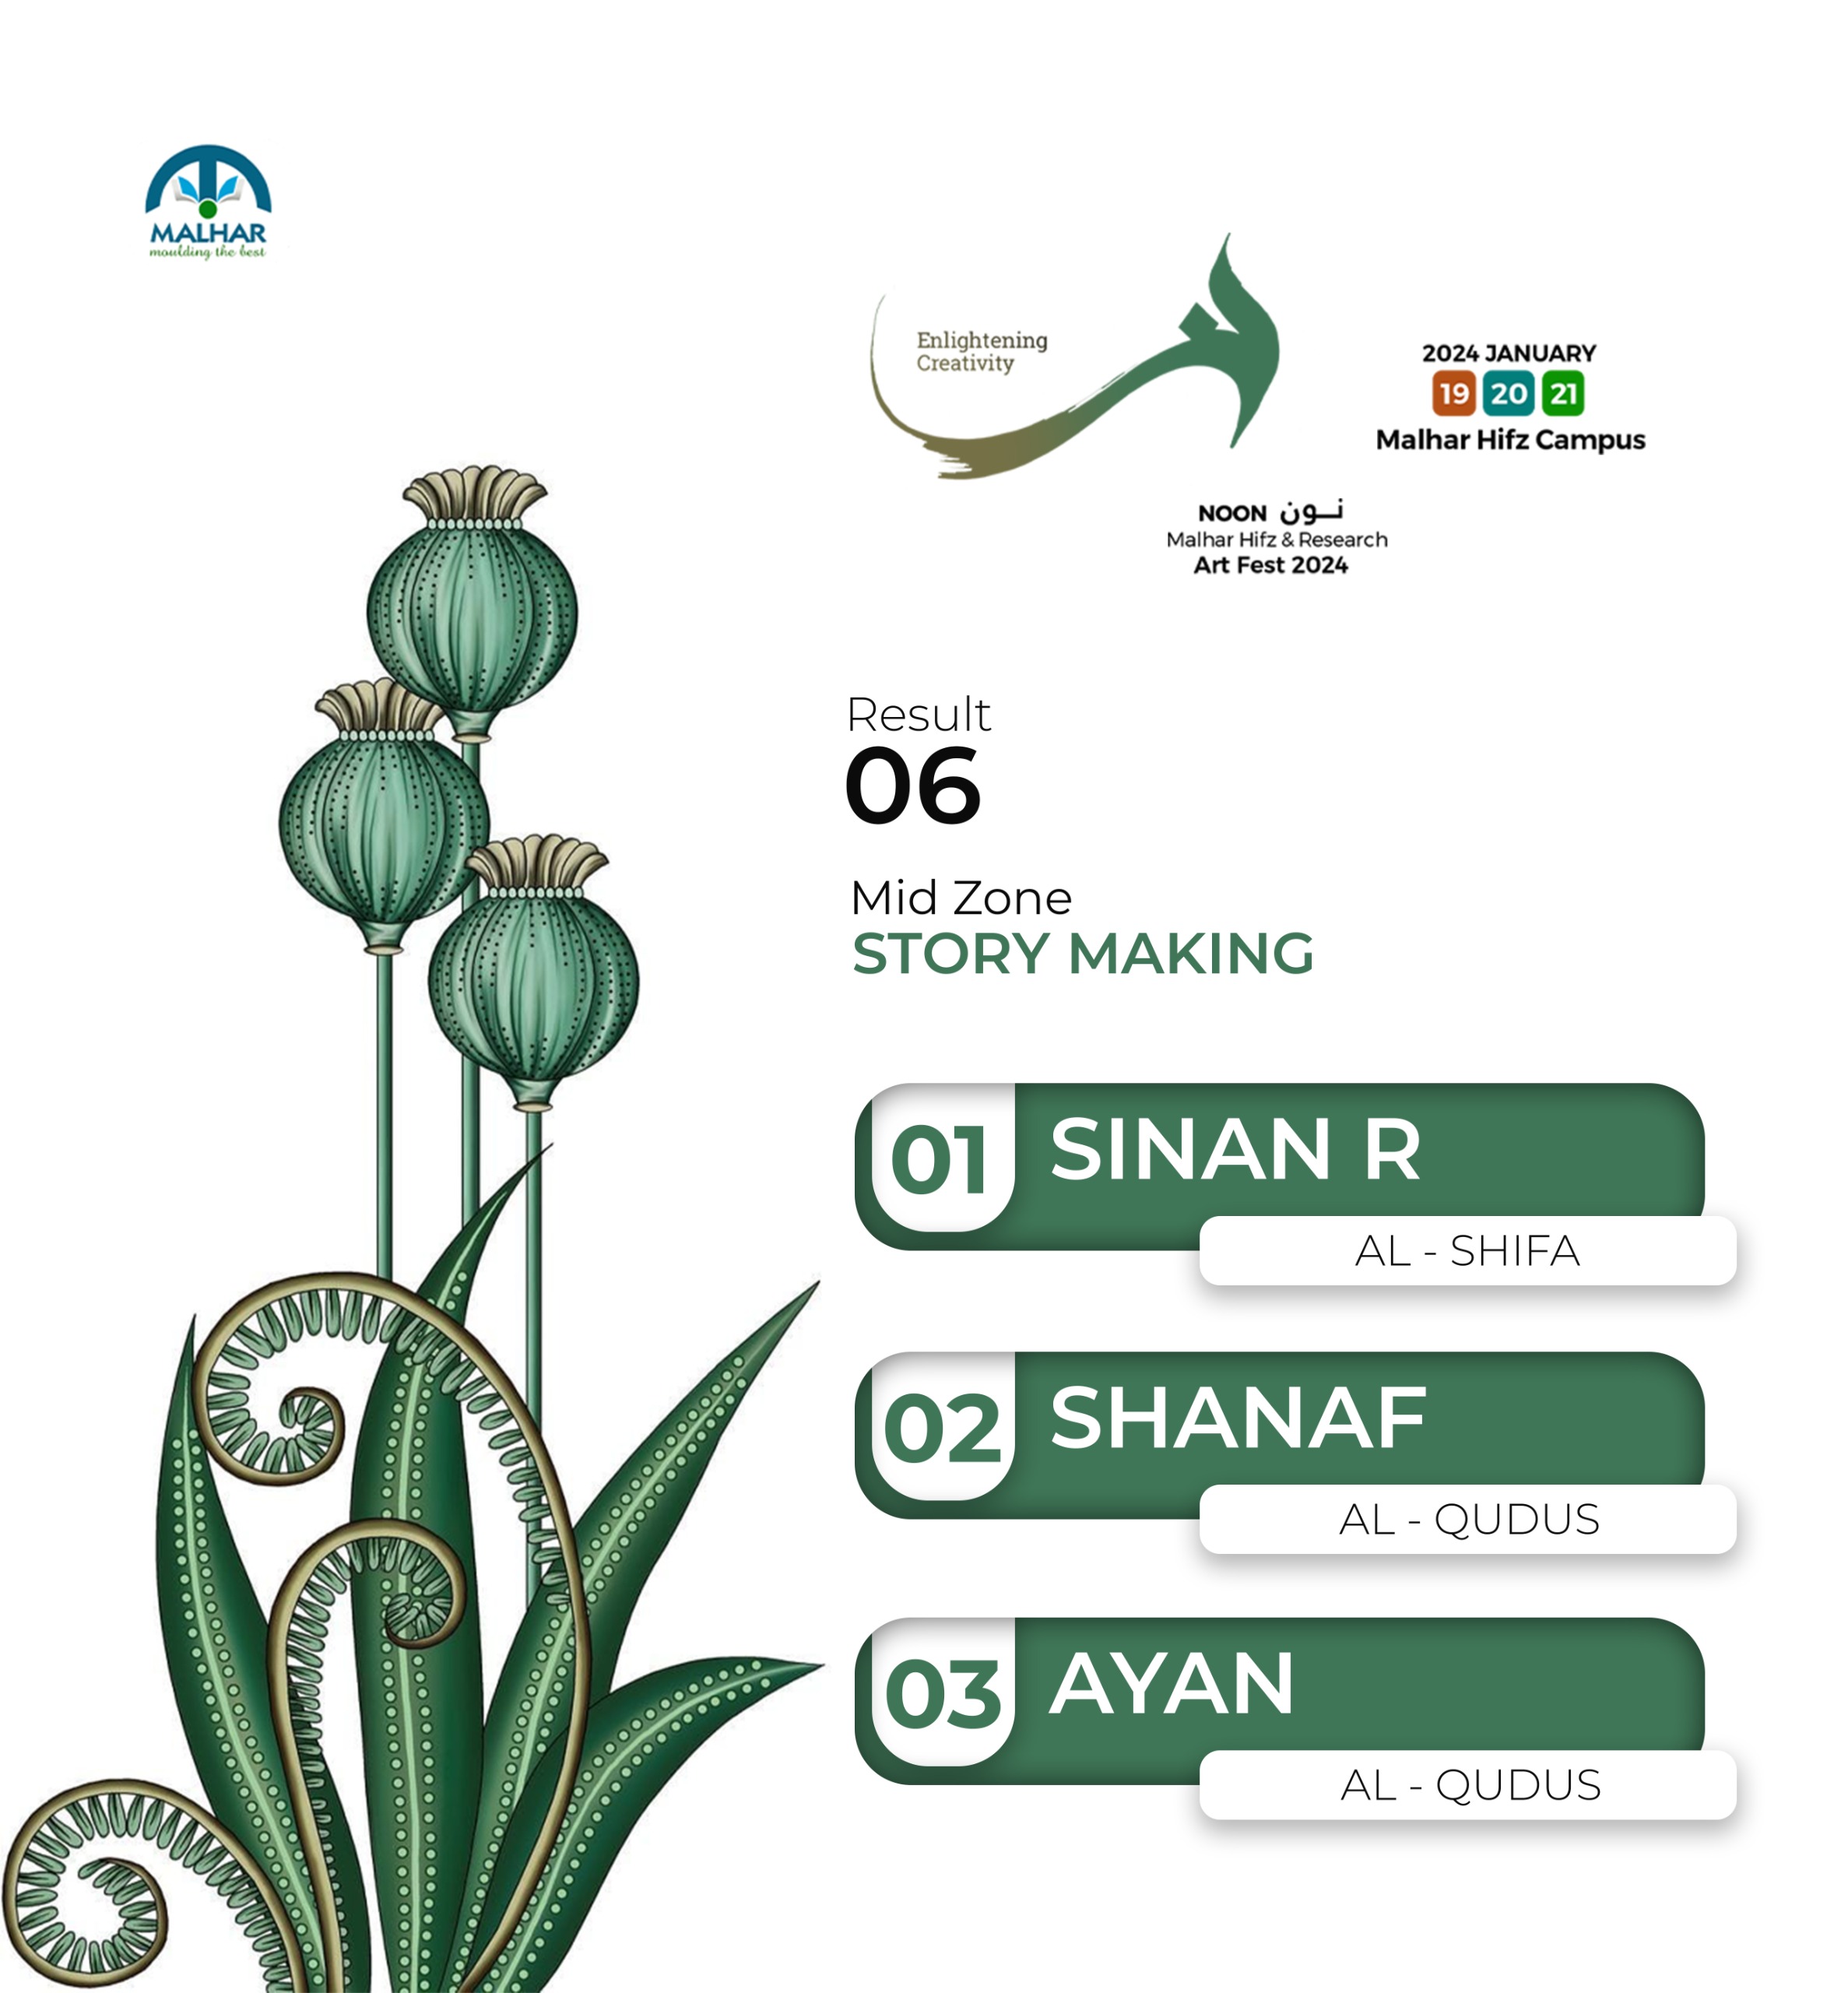 MALHAR
moulding the best
Enlightening
Creativity
2024 JANUARY
19 20 21
Malhar Hifz Campus
NOON نـــون
Malhar Hifz & Research
Art Fest 2024
Result
06
Mid Zone
STORY MAKING
01 SINAN R
AL - SHIFA
02 SHANAF
AL - QUDUS
03 AYAN
AL - QUDUS